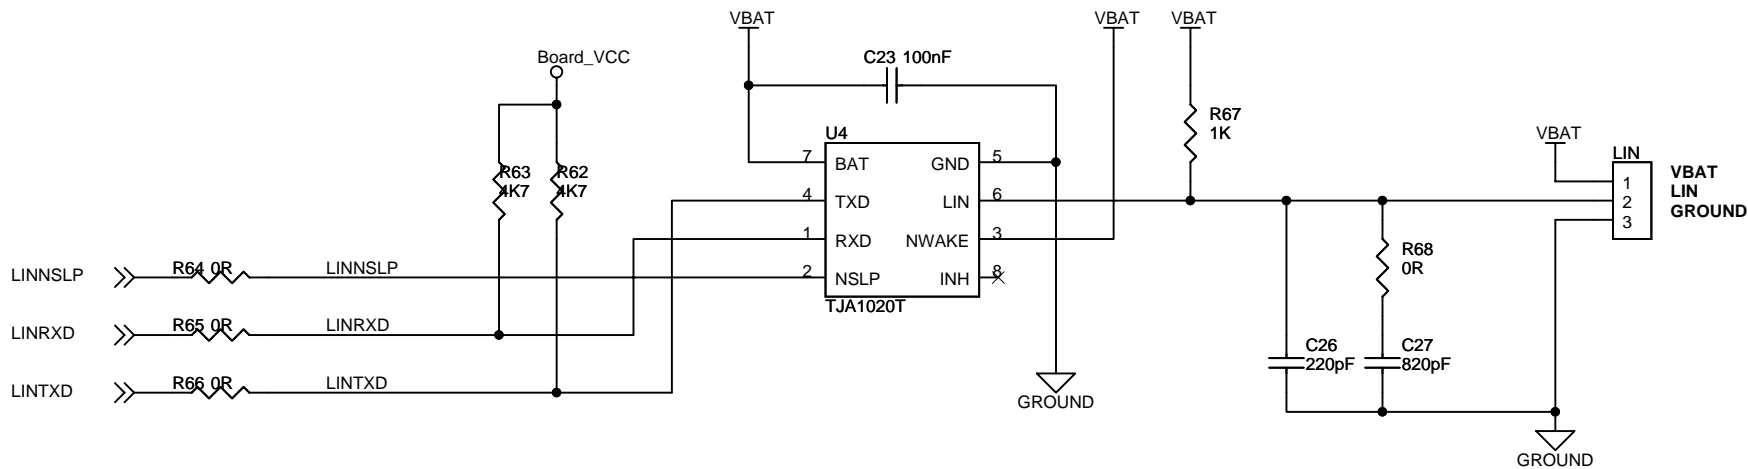 VBAT VBAT VBAT
Board_VCC
C23 100nF
R67
1K
U4
VBAT
LIN
7 BAT GND 5
R63 R62
4K7 4K7
4 TXD LIN 6
1 RXD NWAKE 3
2 NSLP INH 8
TJA1020T
1
2
3
VBAT
LIN
GROUND
R68
0R
LINNSLP R64 0R LINNSLP
LINRXD R65 0R LINRXD
LINTXD R66 0R LINTXD
C26
220pF
C27
820pF
GROUND
GROUND